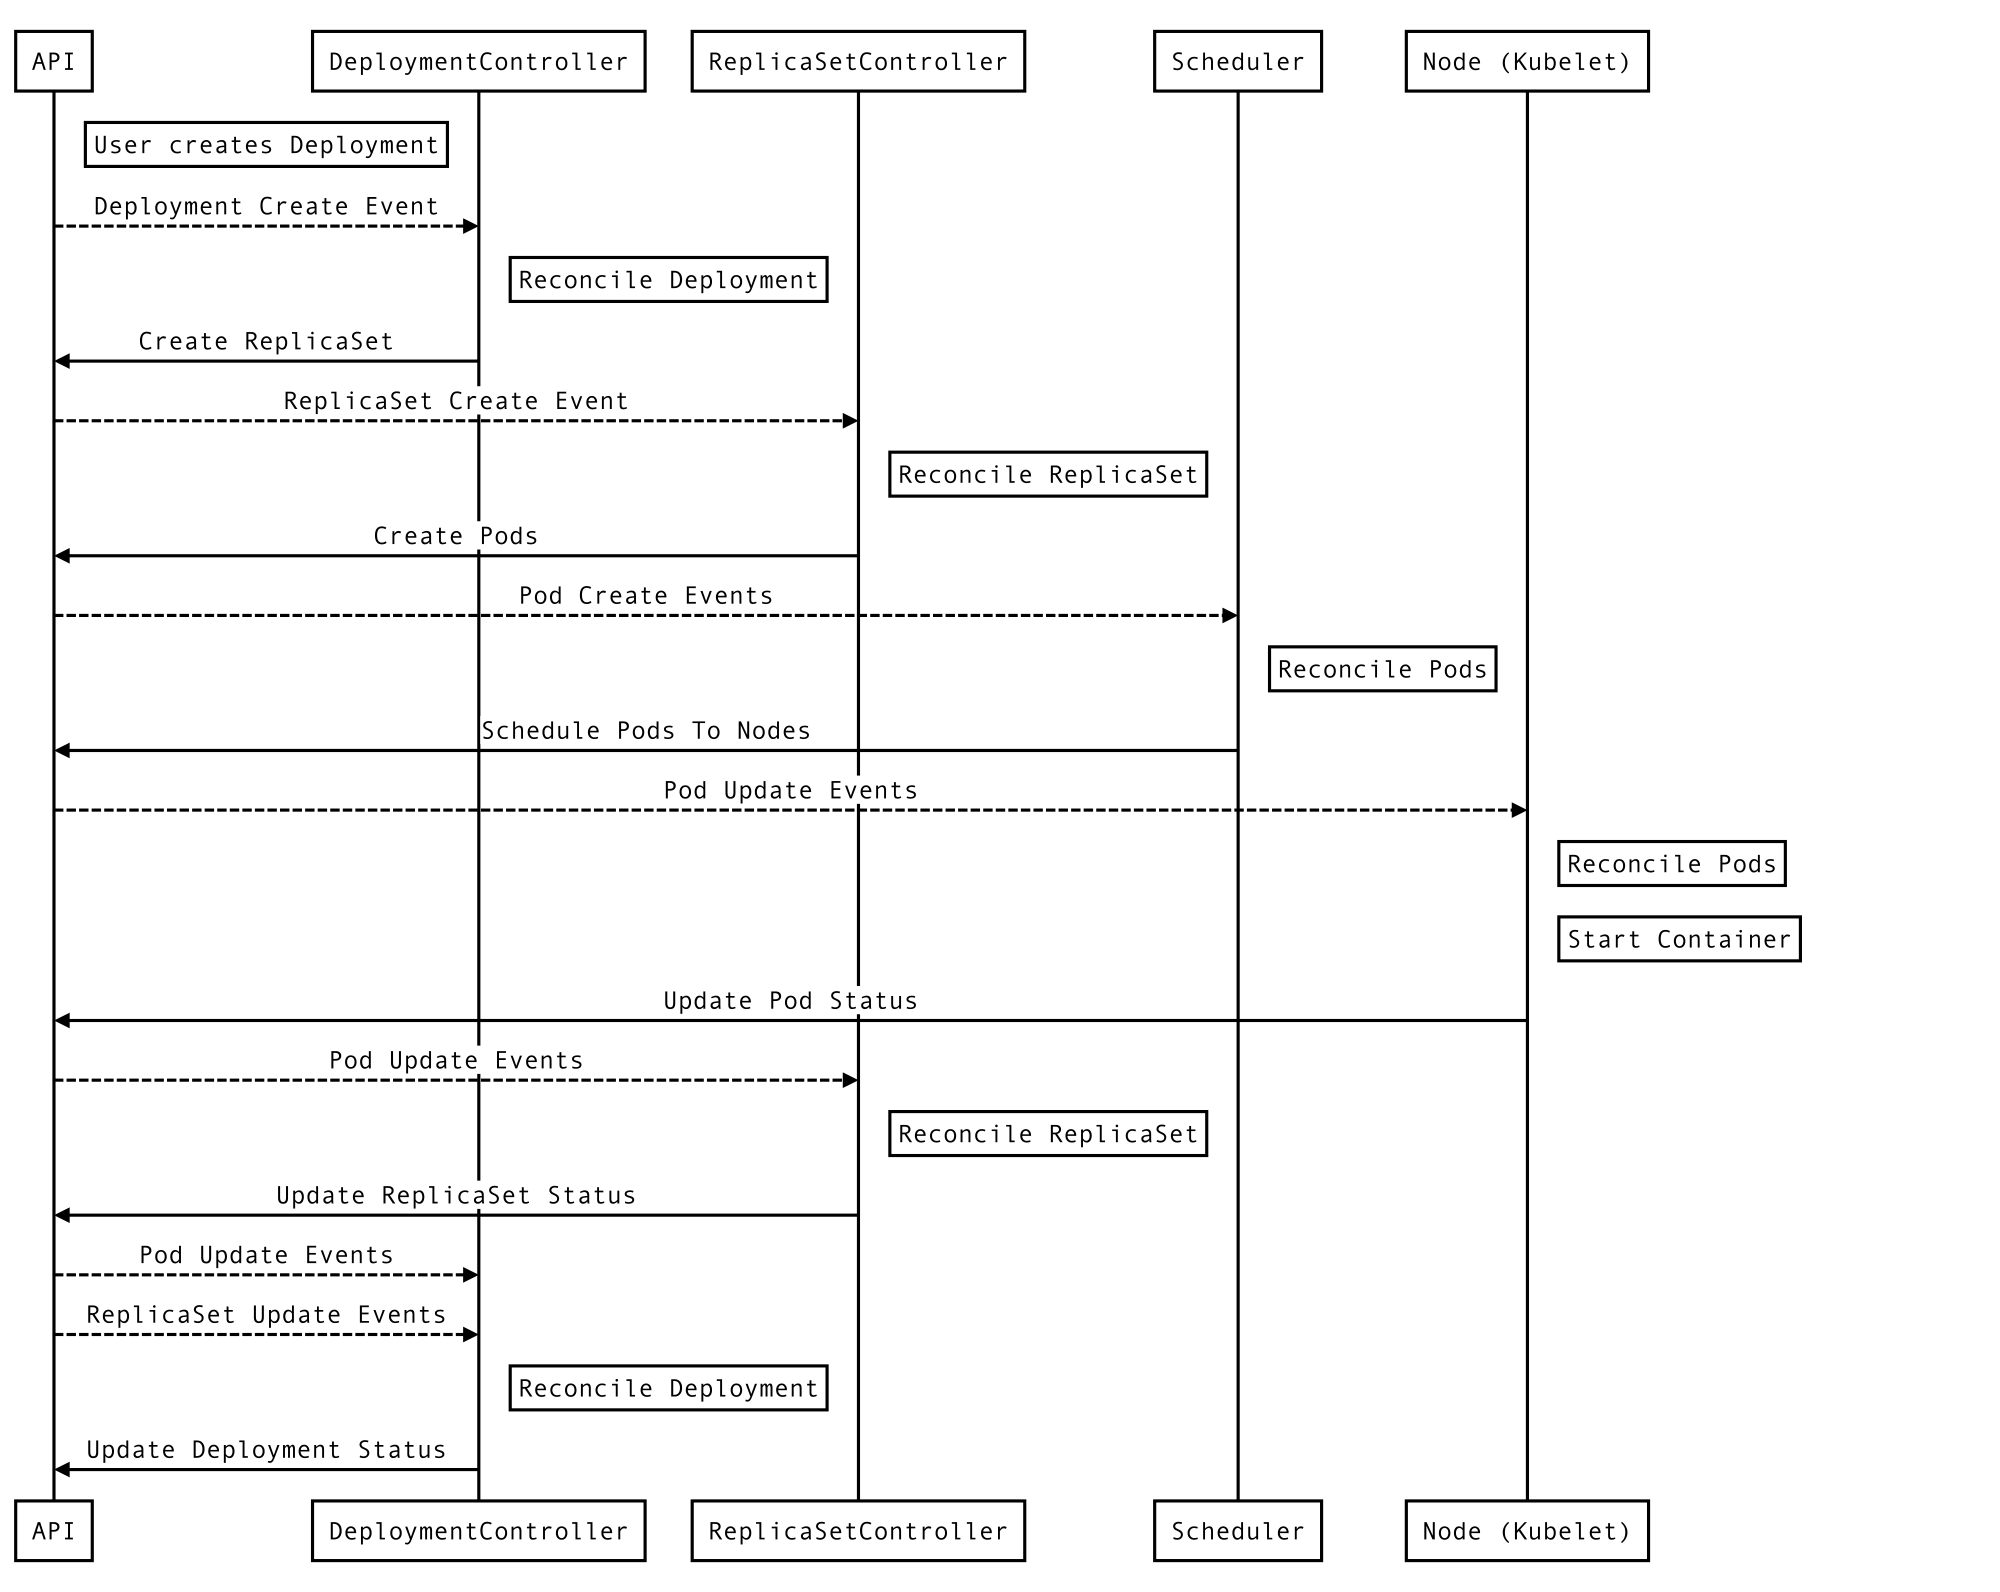 API
DeploymentController
ReplicaSetController
Scheduler
Node (Kubelet)
User creates Deployment
Deployment Create Event
Reconcile Deployment
Create ReplicaSet
ReplicaSet Create Event
Reconcile ReplicaSet
Create Pods
Pod Create Events
Reconcile Pods
Schedule Pods To Nodes
Pod Update Events
Reconcile Pods
Start Container
Update Pod Status
Pod Update Events
Reconcile ReplicaSet
Update ReplicaSet Status
Pod Update Events
ReplicaSet Update Events
Reconcile Deployment
Update Deployment Status
API
DeploymentController
ReplicaSetController
Scheduler
Node (Kubelet)